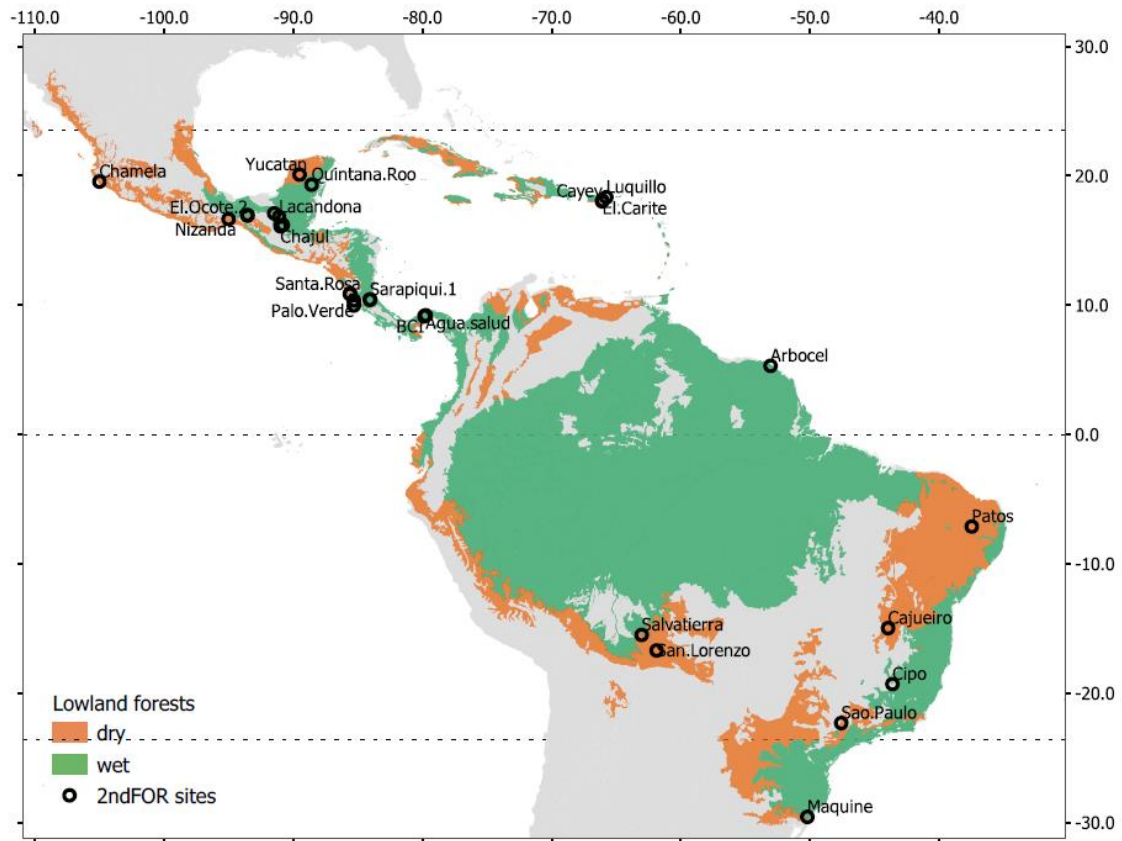 -110.0 -100.0 -90.0 -80.0 -70.0 -60.0 -50.0 -40.0
30.0
20.0
10.0
0.0
-10.0
-20.0
-30.0
Chamela
Yucatan
Quintana.Roo
El.Ocote.2
Lacandona
Nizanda
Chajul
Cayey
Luquillo
El.Carite
Santa.Rosa
Sarapiqui.1
Palo.Verde
BCI
Agua.salud
Arbocel
Patos
Salvatierra
San.Lorenzo
Cajueiro
Cipo
Sao.Paulo
Maquine
Lowland forests
dry
wet
2ndFOR sites